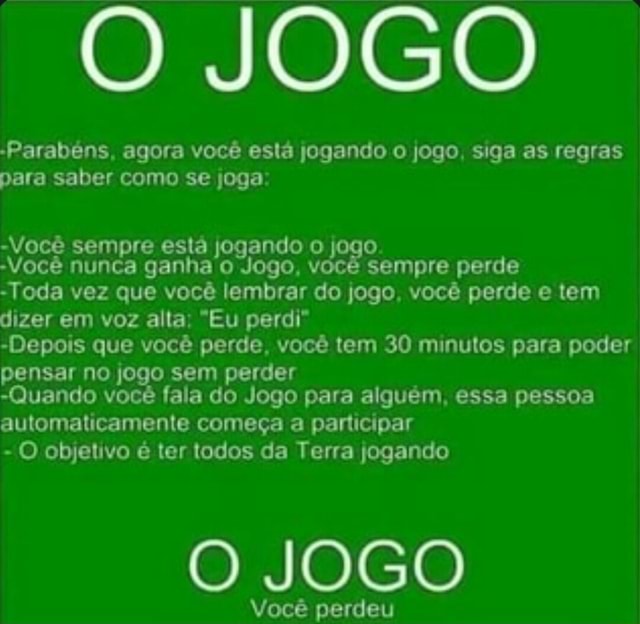 O JOGO
-Parabéns, agora você está jogando o jogo, siga as regras
para saber como se joga:
-Você sempre está jogando o jogo.
-Você nunca ganha o Jogo, você sempre perde
-Toda vez que você lembrar do jogo, você perde e tem
dizer em voz alta: "Eu perdi"
-Depois que você perde, você tem 30 minutos para poder
pensar no jogo sem perder
-Quando você fala do Jogo para alguém, essa pessoa
automaticamente começa a participar
- O objetivo é ter todos da Terra jogando
O JOGO
Você perdeu